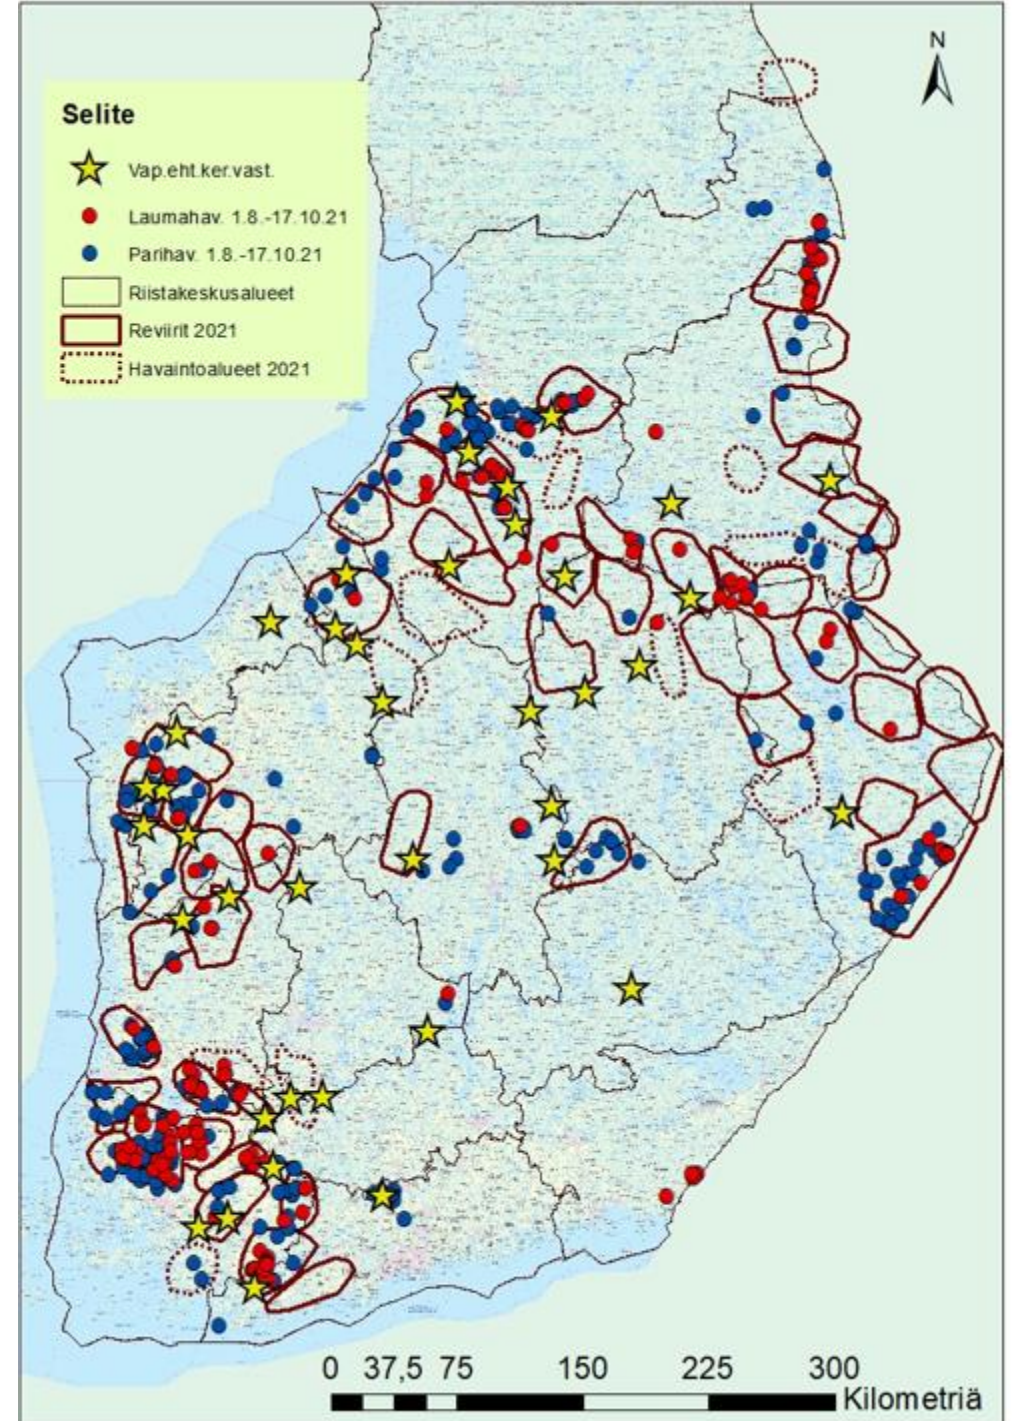 N
Selite
Vap.eht.ker.vast.
Laumahav. 1.8.-17.10.21
Parihav. 1.8.-17.10.21
Riistakeskusalueet
Reviirit 2021
Havaintoalueet 2021
0 37,5 75 150 225 300
Kilometriä